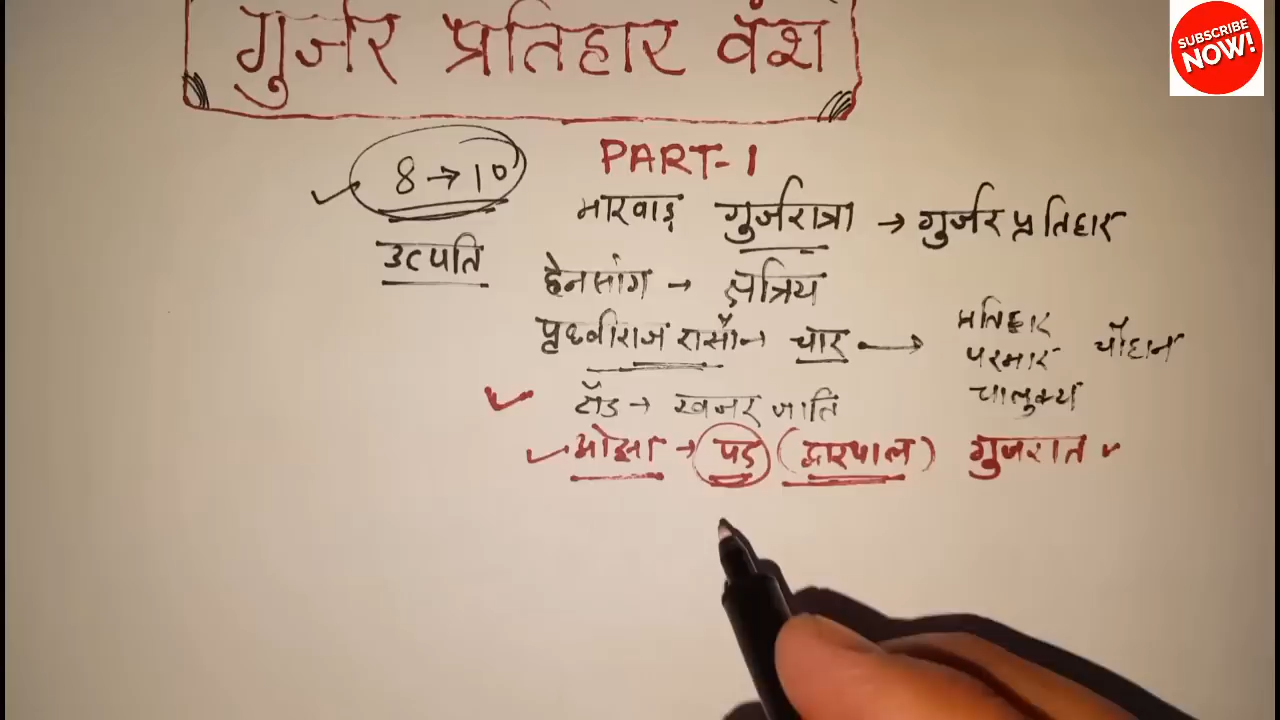 गुर्जर प्रतिहार वंश
SUBSCRIBE
NOW!
PART-1
8 → 10
मारवाड़ गुर्जरात्रा → गुर्जर प्रतिहार
उत्पति
हेनसांग → क्षत्रिय
पृथ्वीराज रासौ → चार → प्रतिहार परमार चालुक्य चौहान
टॉड → खजर जाति
ओझा → पद (द्वारपाल) गुजरात